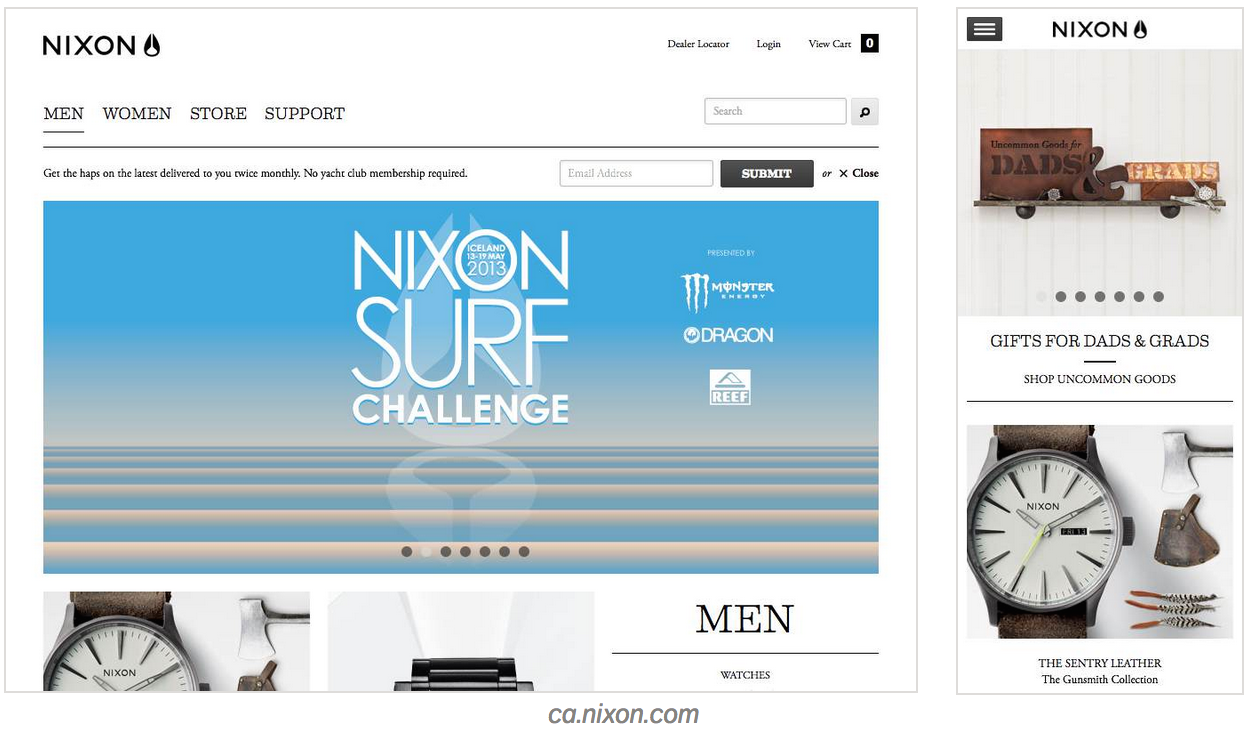 NIXON
Dealer Locator Login View Cart 0
MEN WOMEN STORE SUPPORT
Search
Get the haps on the latest delivered to you twice monthly. No yacht club membership required.
Email Address SUBMIT or × Close
NIXON
ICELAND
13-19 MAY
2013
SURF
CHALLENGE
PRESENTED BY
MONSTER
ENERGY
DRAGON
REEF
NIXON
MEN
WATCHES
NIXON
Uncommon Goods for
DADS & GRADS
GIFTS FOR DADS & GRADS
SHOP UNCOMMON GOODS
NIXON
FRI 13
THE SENTRY LEATHER
The Gunsmith Collection
ca.nixon.com